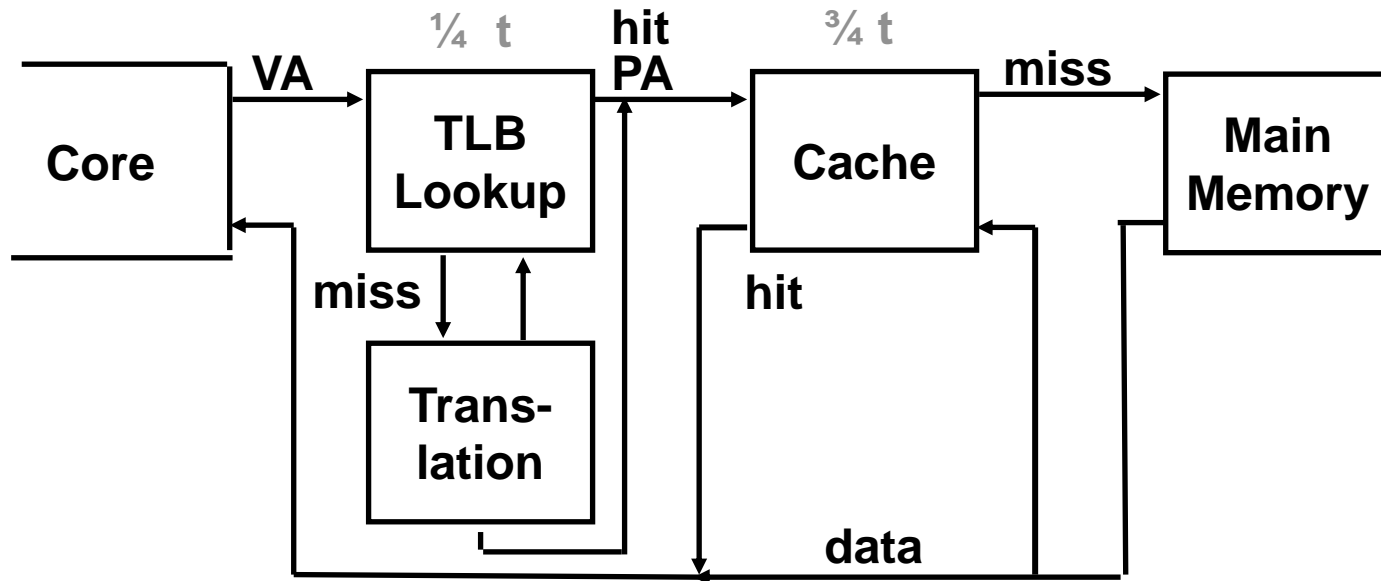 ¼ t
hit
¾ t
VA
PA
miss
Core
TLB
Lookup
Cache
Main
Memory
miss
hit
Trans-
lation
data